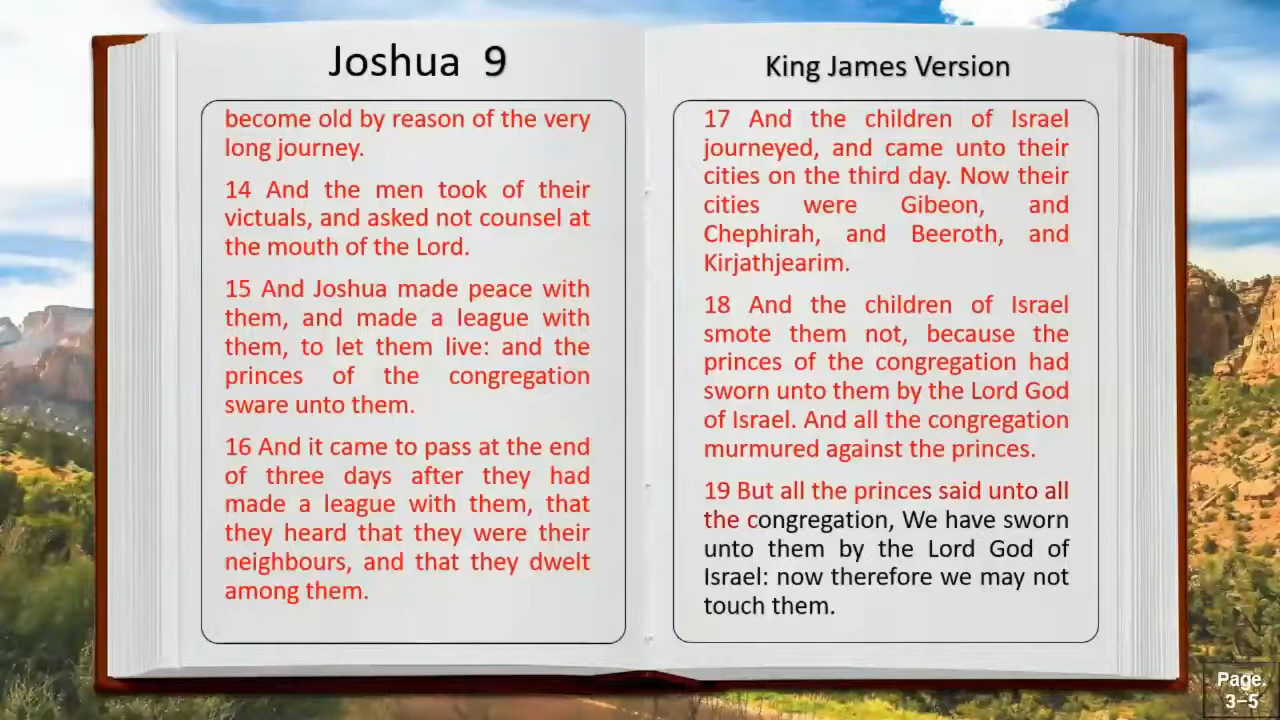 Joshua 9
become old by reason of the very
long journey.
14 And the men took of their
victuals, and asked not counsel at
the mouth of the Lord.
15 And Joshua made peace with
them, and made a league with
them, to let them live: and the
princes of the congregation
sware unto them.
16 And it came to pass at the end
of three days after they had
made a league with them, that
they heard that they were their
neighbours, and that they dwelt
among them.
King James Version
17 And the children of Israel
journeyed, and came unto their
cities on the third day. Now their
cities were Gibeon, and
Chephirah, and Beeroth, and
Kirjathjearim.
18 And the children of Israel
smote them not, because the
princes of the congregation had
sworn unto them by the Lord God
of Israel. And all the congregation
murmured against the princes.
19 But all the princes said unto all
the congregation, We have sworn
unto them by the Lord God of
Israel: now therefore we may not
touch them.
Page.
3-5